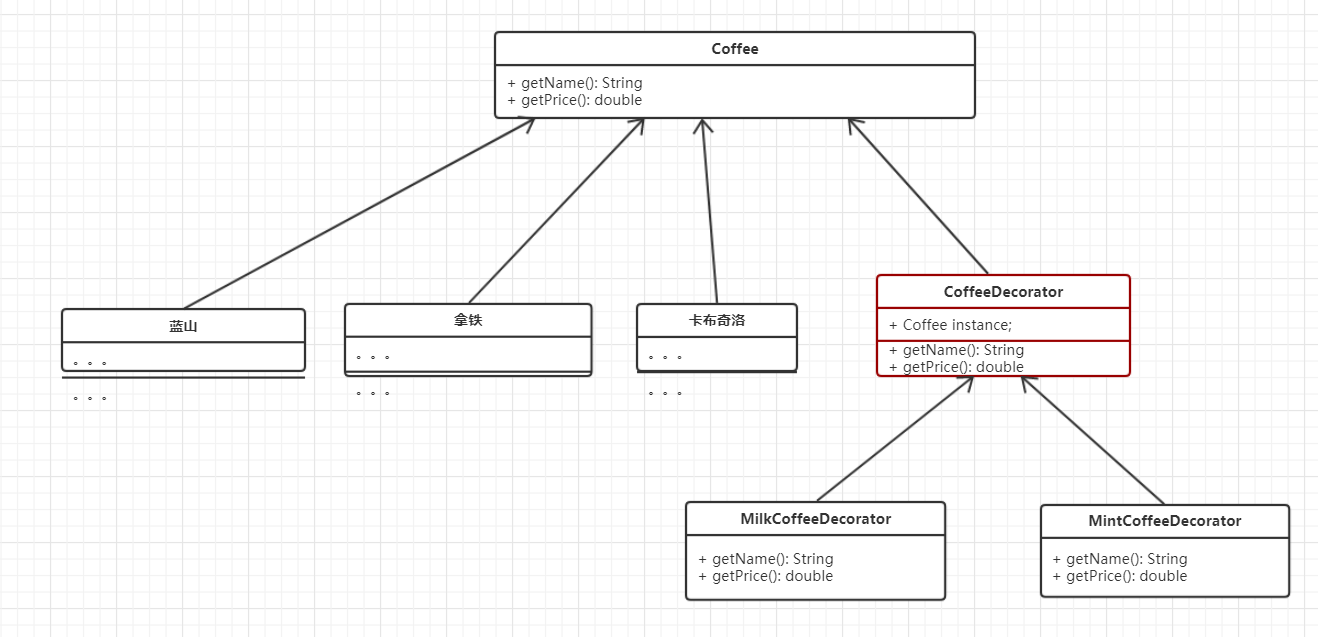 Coffee
+ getName(): String
+ getPrice(): double
蓝山
。。。
。。。
拿铁
。。。
。。。
卡布奇洛
。。。
。。。
CoffeeDecorator
+ Coffee instance;
+ getName(): String
+ getPrice(): double
MilkCoffeeDecorator
+ getName(): String
+ getPrice(): double
MintCoffeeDecorator
+ getName(): String
+ getPrice(): double